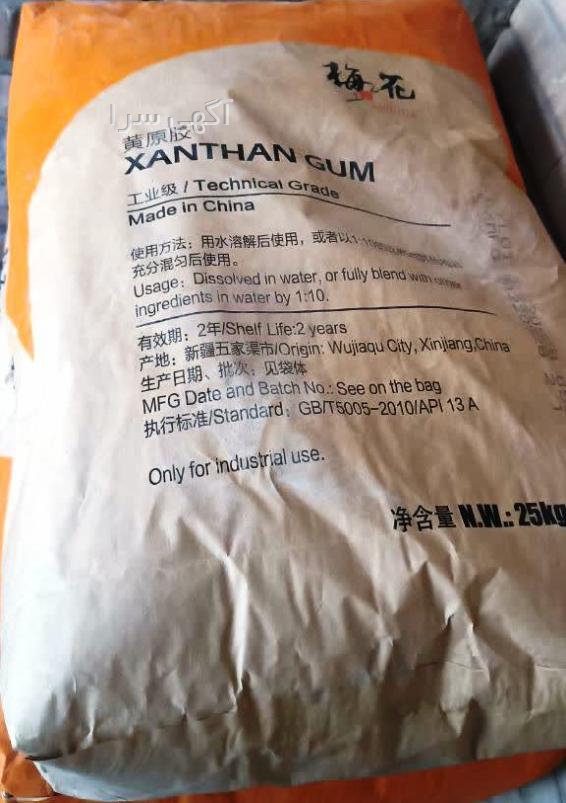 梅花
آگهی سرا
黄原胶
XANTHAN GUM
工业级 / Technical Grade
Made in China
使用方法：用水溶解后使用，或者以1:10
充分混匀后使用。
Usage: Dissolved in water, or fully blend with other
ingredients in water by 1:10.
有效期：2年/Shelf Life:2 years
产地：新疆五家渠市/Origin: Wujiaqu City, Xinjiang,China
生产日期、批次：见袋体
MFG Date and Batch No.: See on the bag
执行标准/Standard：GB/T5005-2010/API 13 A
Only for industrial use.
净含量 N.W.: 25kg